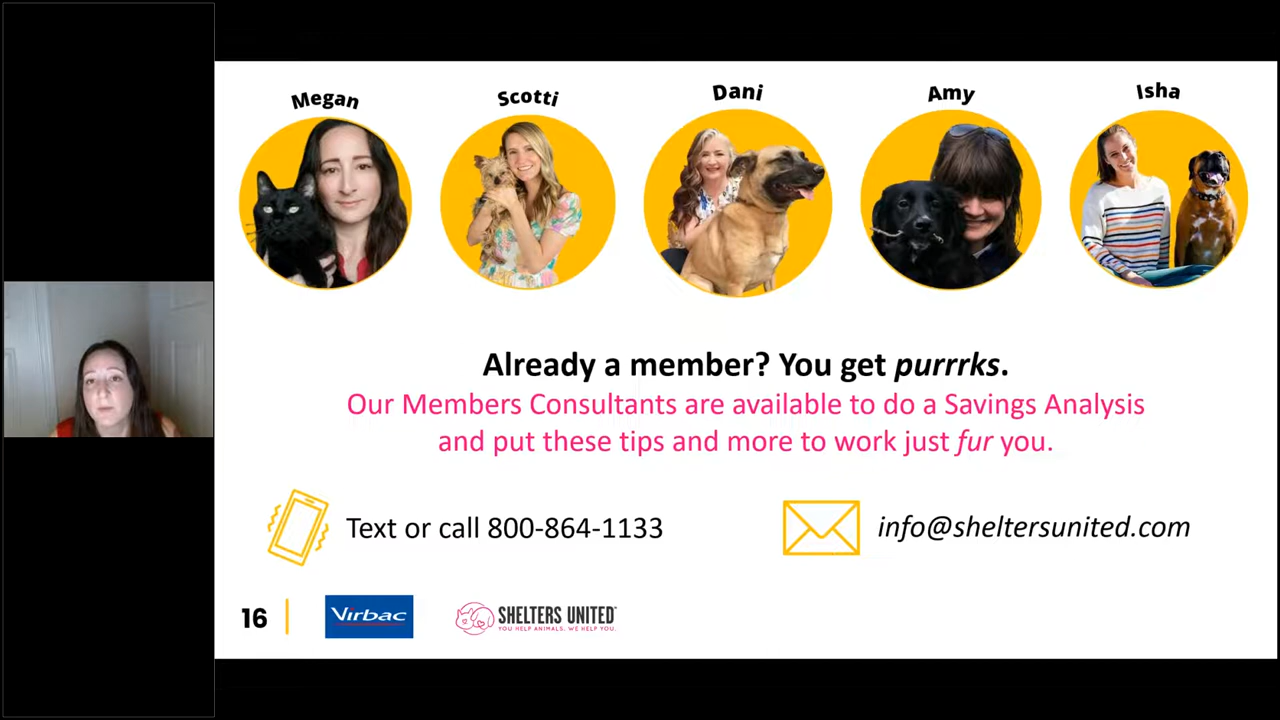 Megan
Scotti
Dani
Amy
Isha
Already a member? You get purrrks.
Our Members Consultants are available to do a Savings Analysis
and put these tips and more to work just fur you.
Text or call 800-864-1133
info@sheltersunited.com
16
Virbac
SHELTERS UNITED
YOU HELP ANIMALS. WE HELP YOU.